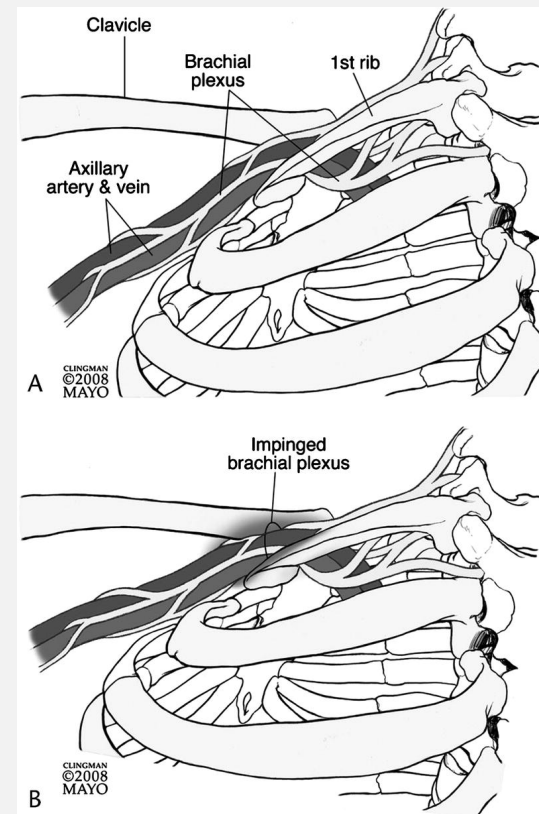 Clavicle
Brachial
plexus
1st rib
Axillary
artery & vein
A
CLINGMAN
©2008
MAYO
Impinged
brachial plexus
CLINGMAN
©2008
MAYO
B